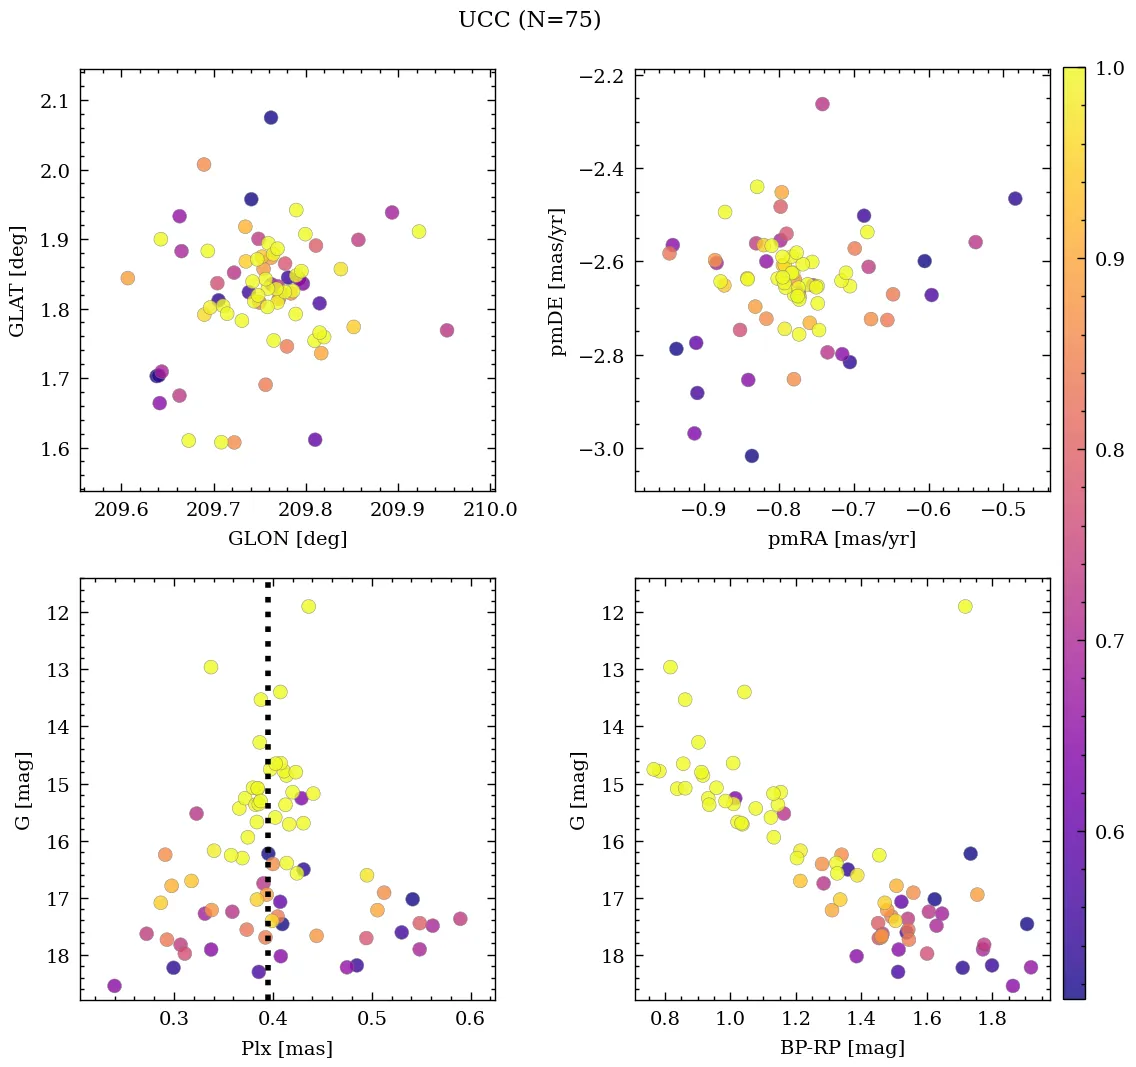 UCC (N=75)
2.1
2.0
1.9
1.8
1.7
1.6
GLAT [deg]
209.6 209.7 209.8 209.9 210.0
GLON [deg]
−2.2
−2.4
−2.6
−2.8
−3.0
pmDE [mas/yr]
−0.9 −0.8 −0.7 −0.6 −0.5
pmRA [mas/yr]
1.0
0.9
0.8
0.7
0.6
12
13
14
15
16
17
18
G [mag]
0.3 0.4 0.5 0.6
Plx [mas]
12
13
14
15
16
17
18
G [mag]
0.8 1.0 1.2 1.4 1.6 1.8
BP-RP [mag]